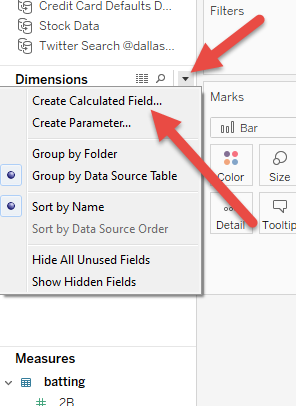 Credit Card Defaults D...
Stock Data
Twitter Search @dallas...
Dimensions
Create Calculated Field...
Create Parameter...
Group by Folder
Group by Data Source Table
Sort by Name
Sort by Data Source Order
Hide All Unused Fields
Show Hidden Fields
Measures
batting
# 2B
Filters
Marks
Bar
Color Size
Detail Tooltip